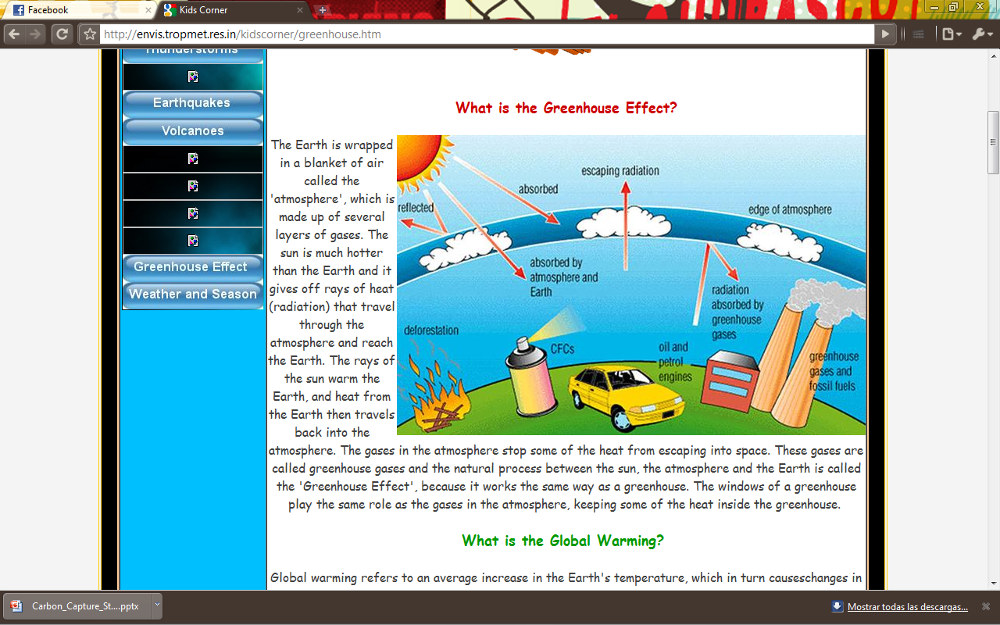 Facebook
Kids Corner
http://envis.tropmet.res.in/kidscorner/greenhouse.htm
Thunderstorms
Earthquakes
Volcanoes
Greenhouse Effect
Weather and Season
What is the Greenhouse Effect?
The Earth is wrapped
in a blanket of air
called the
'atmosphere', which is
made up of several
layers of gases. The
sun is much hotter
than the Earth and it
gives off rays of heat
(radiation) that travel
through the
atmosphere and reach
the Earth. The rays of
the sun warm the
Earth, and heat from
the Earth then travels
back into the
atmosphere. The gases in the atmosphere stop some of the heat from escaping into space. These gases are
called greenhouse gases and the natural process between the sun, the atmosphere and the Earth is called
the 'Greenhouse Effect', because it works the same way as a greenhouse. The windows of a greenhouse
play the same role as the gases in the atmosphere, keeping some of the heat inside the greenhouse.
escaping radiation
absorbed
reflected
edge of atmosphere
absorbed by
atmosphere and
Earth
radiation
absorbed by
greenhouse
gases
deforestation
CFCs
oil and
petrol
engines
greenhouse
gases and
fossil fuels
What is the Global Warming?
Global warming refers to an average increase in the Earth's temperature, which in turn causeschanges in
Carbon_Capture_St....pptx
Mostrar todas las descargas...